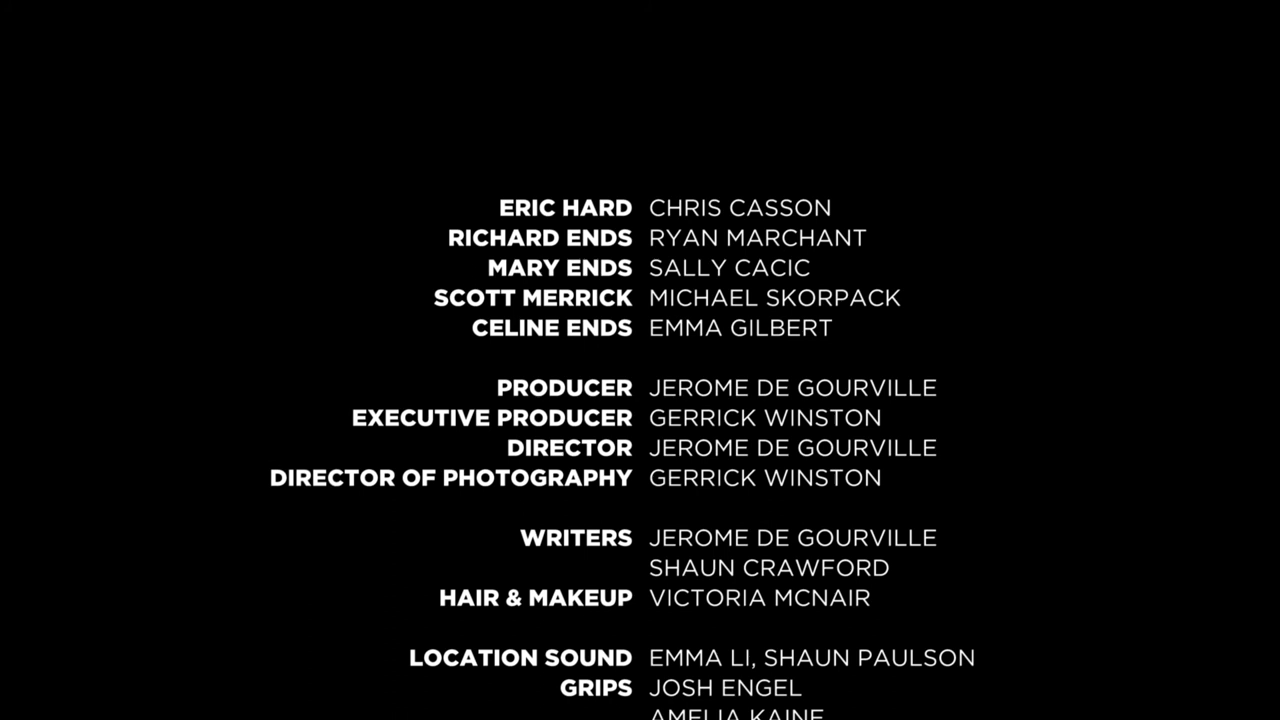 ERIC HARD CHRIS CASSON
RICHARD ENDS RYAN MARCHANT
MARY ENDS SALLY CACIC
SCOTT MERRICK MICHAEL SKORPACK
CELINE ENDS EMMA GILBERT
PRODUCER JEROME DE GOURVILLE
EXECUTIVE PRODUCER GERRICK WINSTON
DIRECTOR JEROME DE GOURVILLE
DIRECTOR OF PHOTOGRAPHY GERRICK WINSTON
WRITERS JEROME DE GOURVILLE
SHAUN CRAWFORD
HAIR & MAKEUP VICTORIA MCNAIR
LOCATION SOUND EMMA LI, SHAUN PAULSON
GRIPS JOSH ENGEL
AMELIA KAINE